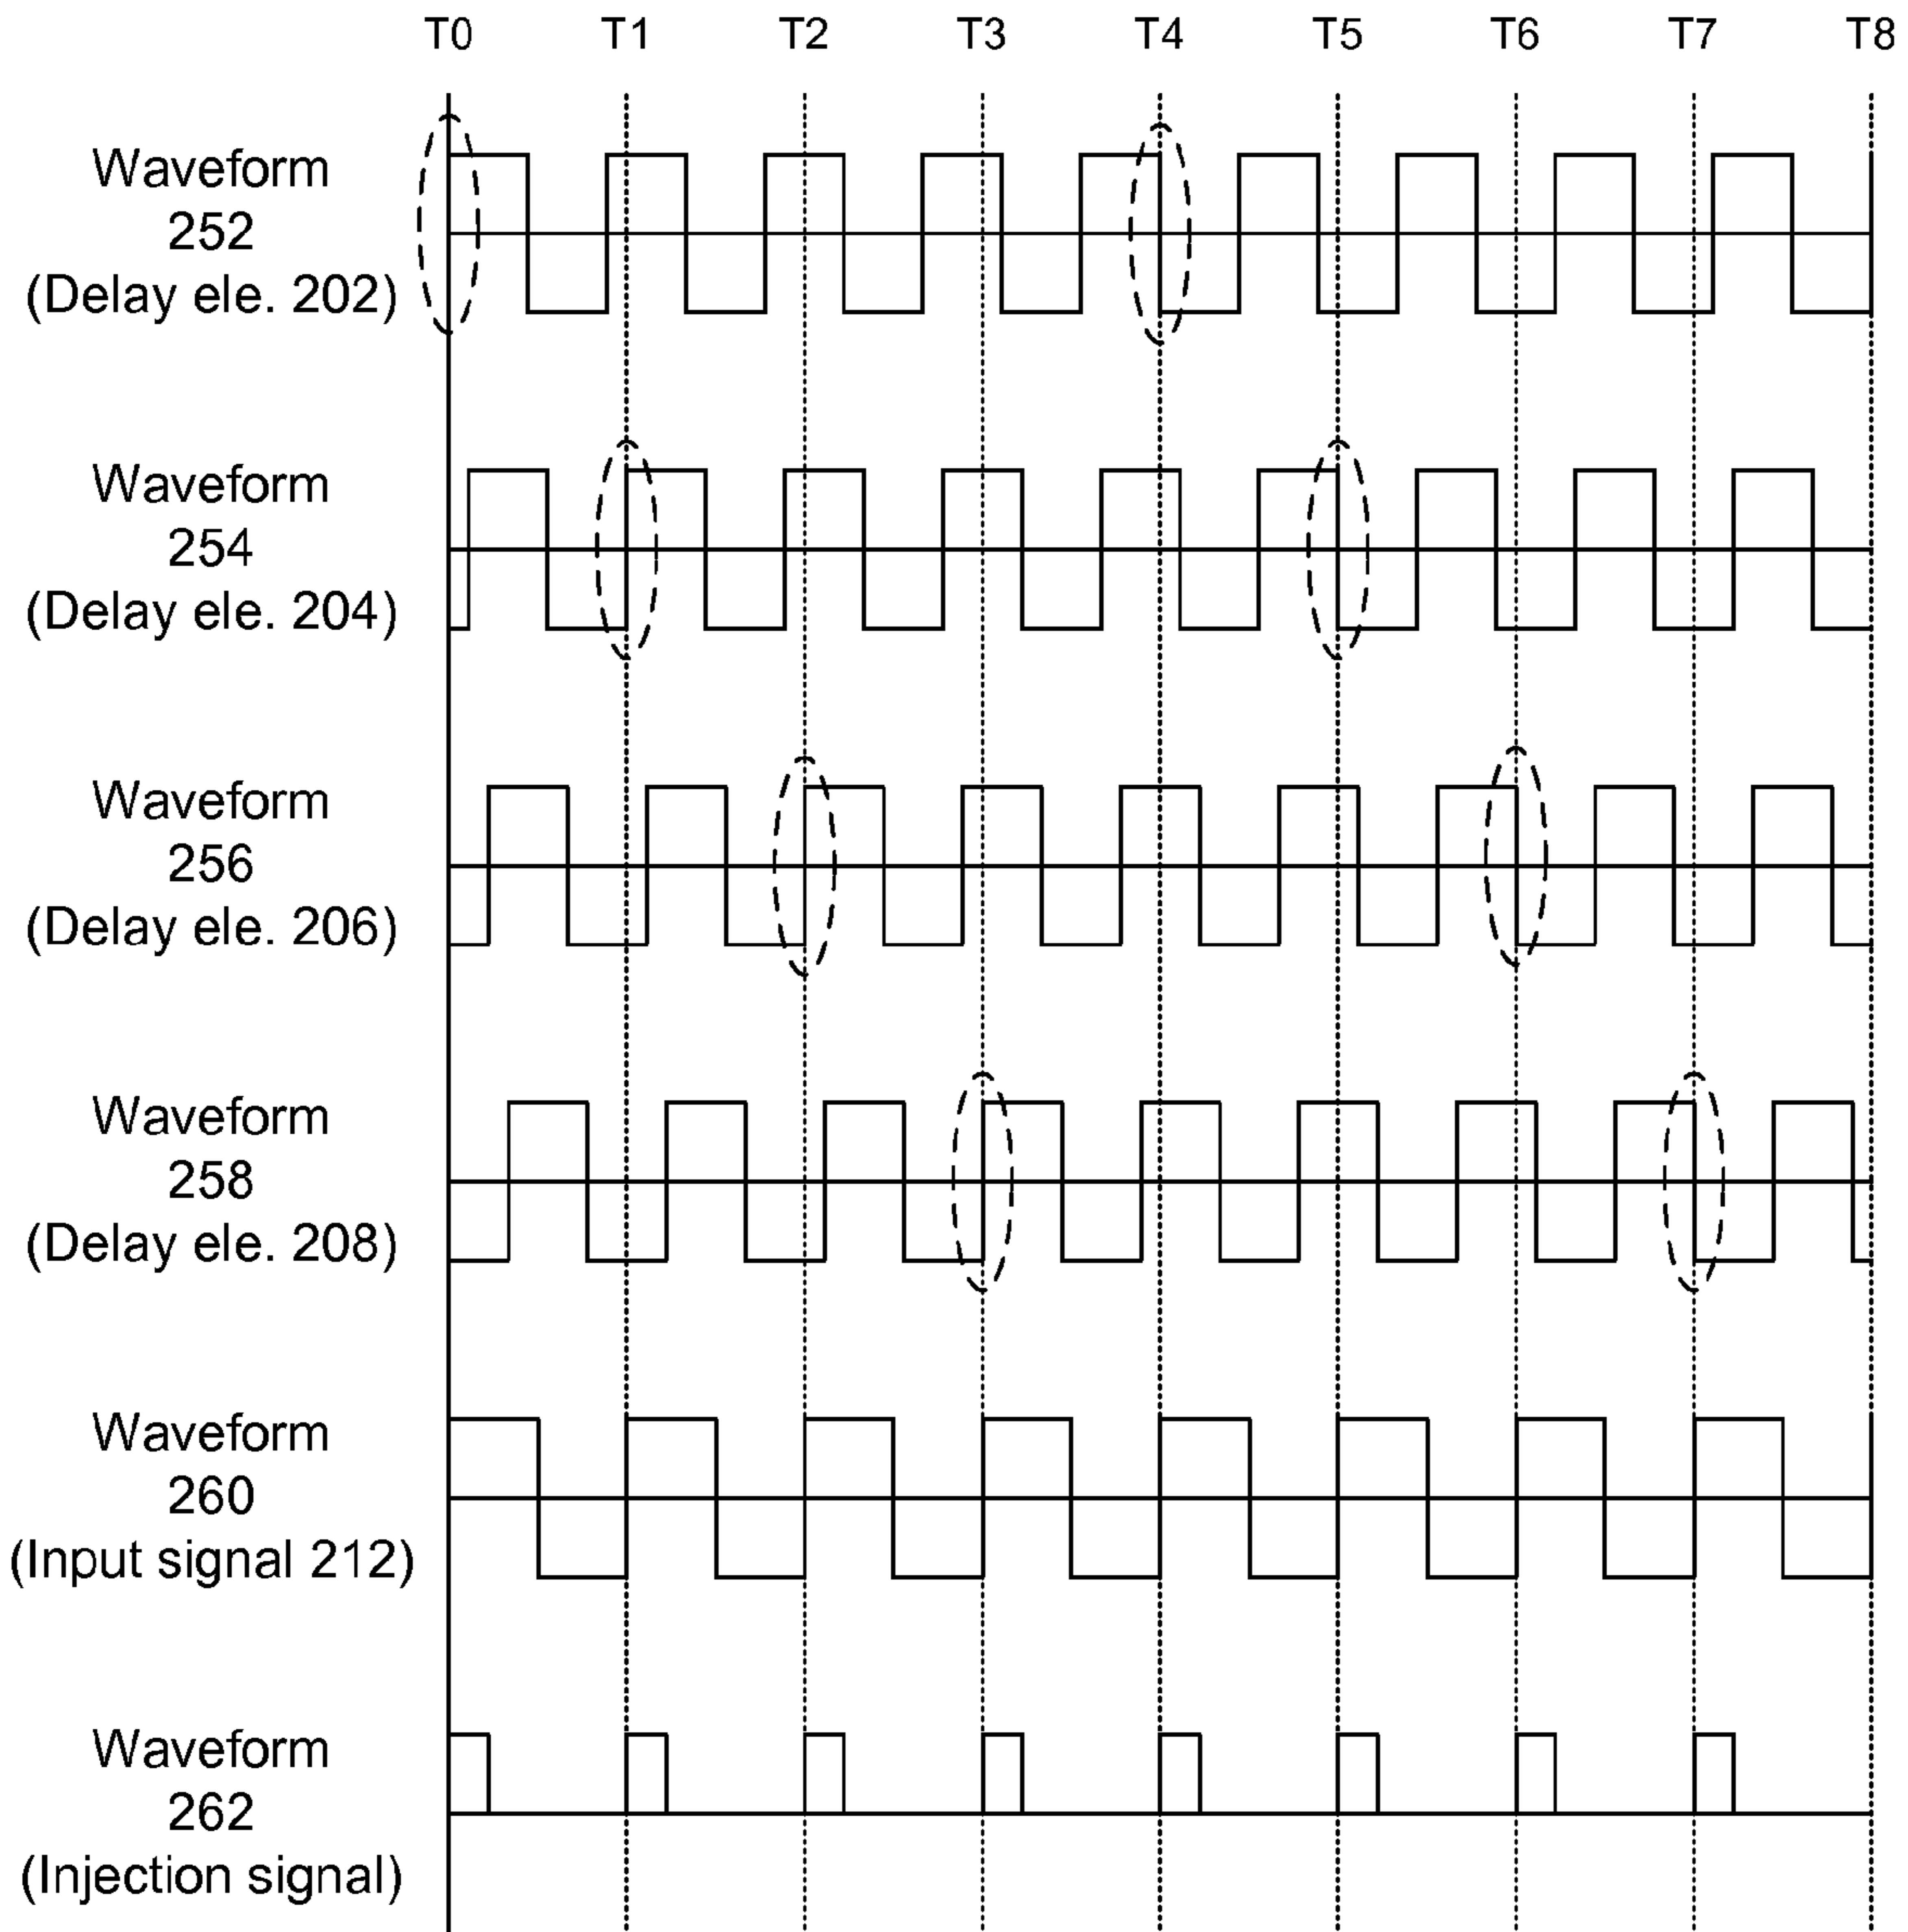 T0 T1 T2 T3 T4 T5 T6 T7 T8
Waveform
252
(Delay ele. 202)
Waveform
254
(Delay ele. 204)
Waveform
256
(Delay ele. 206)
Waveform
258
(Delay ele. 208)
Waveform
260
(Input signal 212)
Waveform
262
(Injection signal)